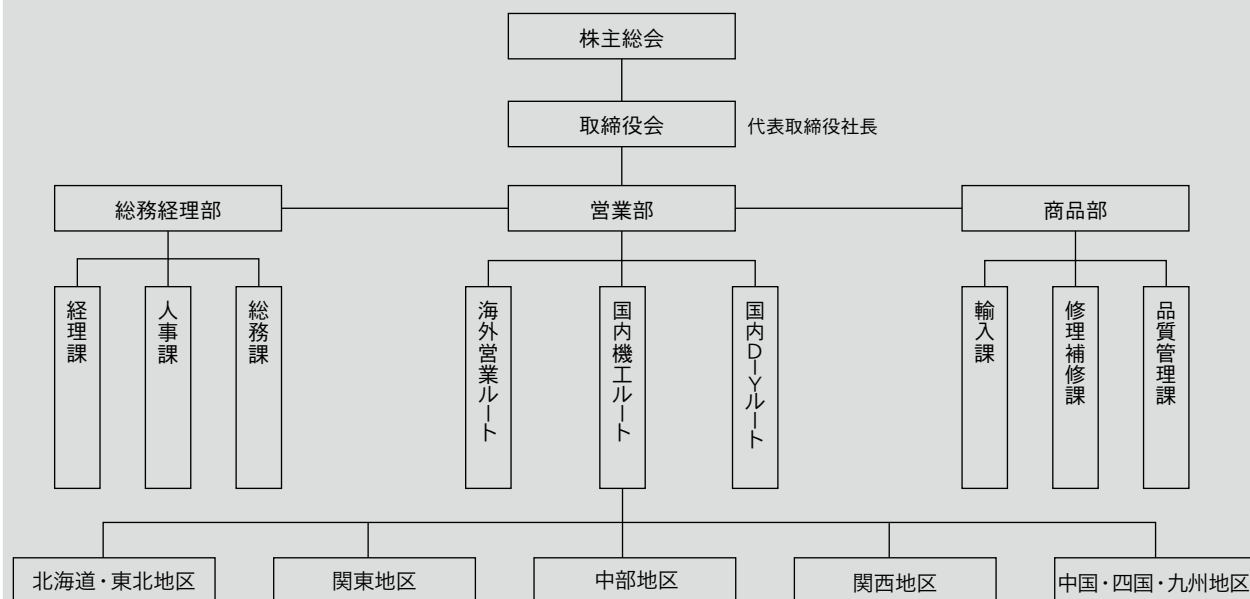 株主総会
取締役会
代表取締役社長
総務経理部
営業部
商品部
経理課
人事課
総務課
海外営業ルート
国内機工ルート
国内DIYルート
輸入課
修理補修課
品質管理課
北海道・東北地区
関東地区
中部地区
関西地区
中国・四国・九州地区